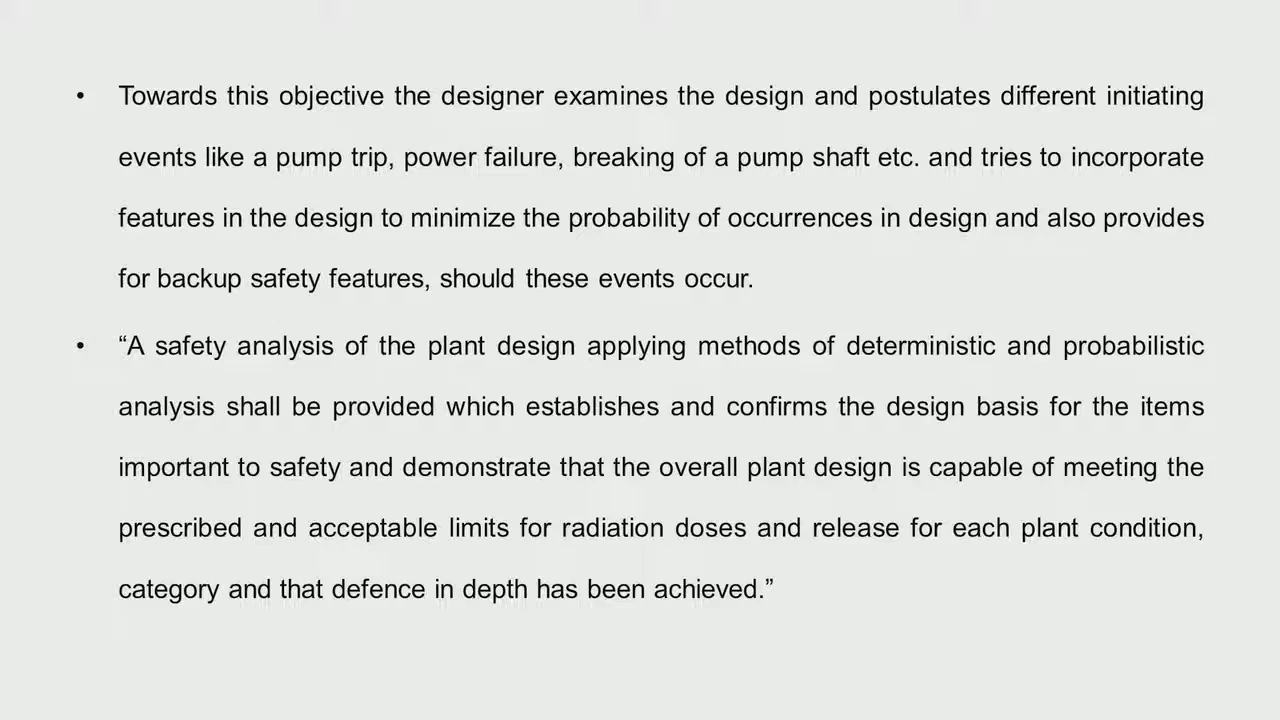 • Towards this objective the designer examines the design and postulates different initiating
events like a pump trip, power failure, breaking of a pump shaft etc. and tries to incorporate
features in the design to minimize the probability of occurrences in design and also provides
for backup safety features, should these events occur.
• “A safety analysis of the plant design applying methods of deterministic and probabilistic
analysis shall be provided which establishes and confirms the design basis for the items
important to safety and demonstrate that the overall plant design is capable of meeting the
prescribed and acceptable limits for radiation doses and release for each plant condition,
category and that defence in depth has been achieved.”